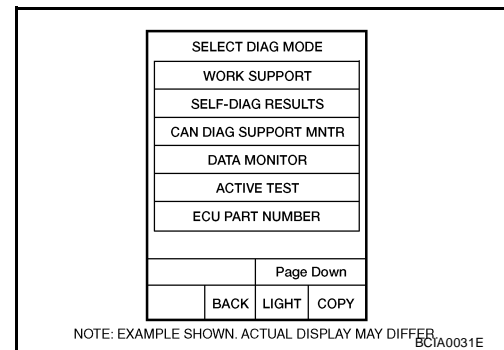 SELECT DIAG MODE
WORK SUPPORT
SELF-DIAG RESULTS
CAN DIAG SUPPORT MNTR
DATA MONITOR
ACTIVE TEST
ECU PART NUMBER
Page Down
BACK LIGHT COPY
NOTE: EXAMPLE SHOWN. ACTUAL DISPLAY MAY DIFFER.
BCIA0031E